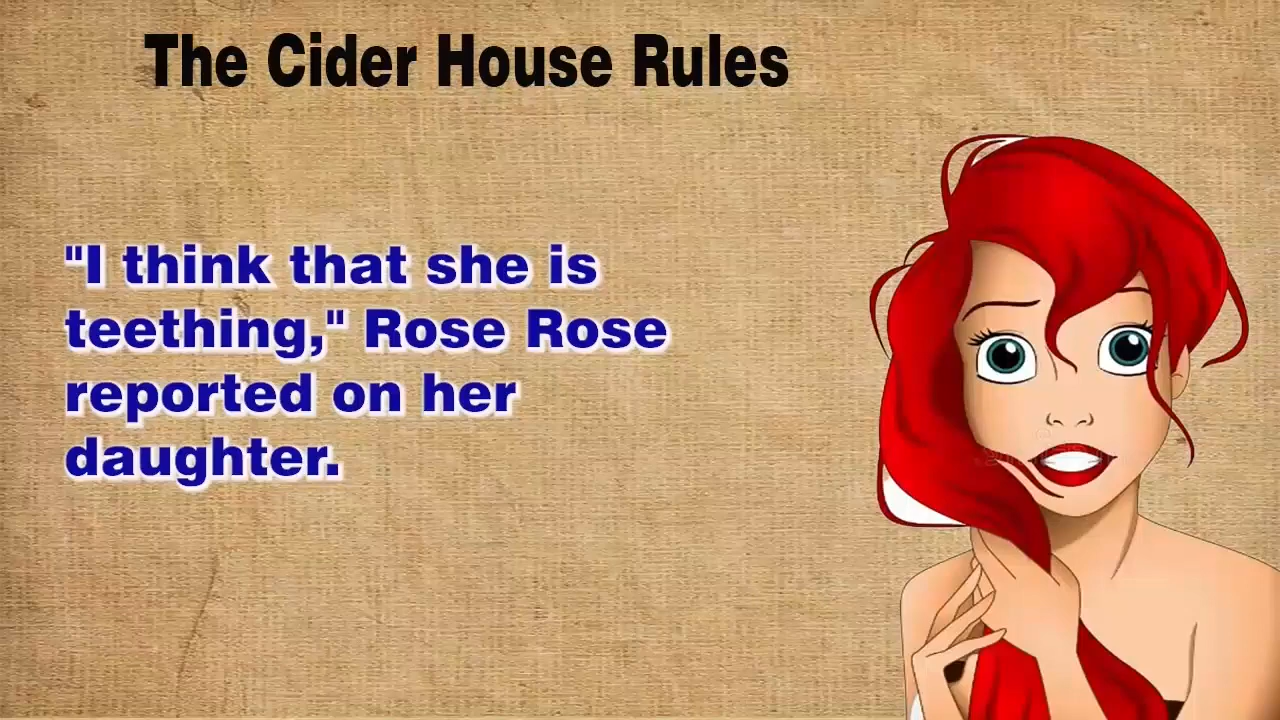 The Cider House Rules
"I think that she is
teething," Rose Rose
reported on her
daughter.